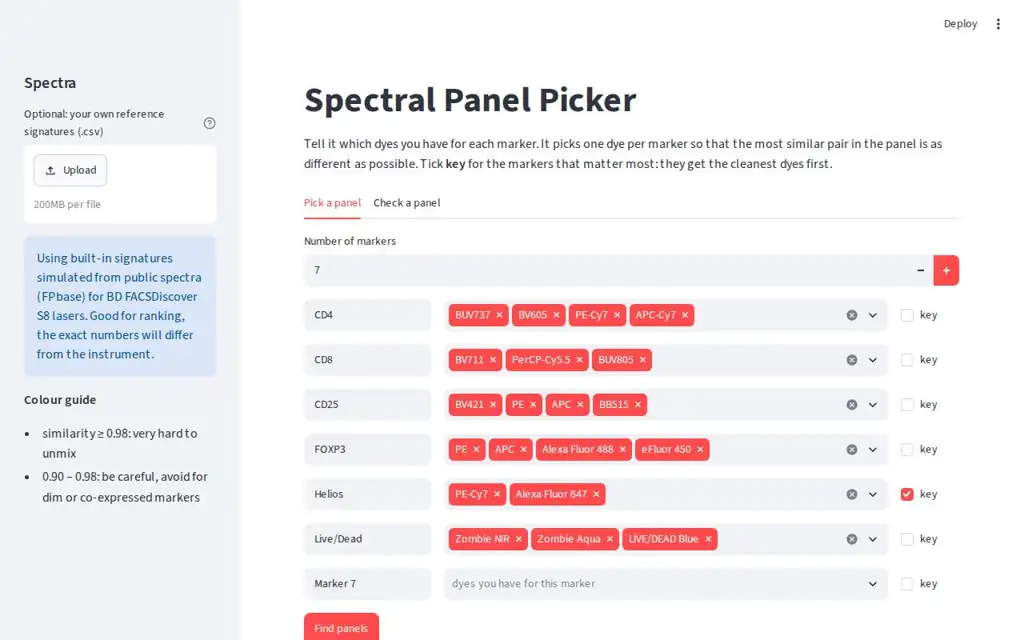 Deploy
Spectra
Optional: your own reference
signatures (.csv)
Upload
200MB per file
Using built-in signatures
simulated from public spectra
(FPbase) for BD FACSDiscover
S8 lasers. Good for ranking,
the exact numbers will differ
from the instrument.
Colour guide
similarity ≥ 0.98: very hard to
unmix
0.90 – 0.98: be careful, avoid for
dim or co-expressed markers
Spectral Panel Picker
Tell it which dyes you have for each marker. It picks one dye per marker so that the most similar pair in the panel is as
different as possible. Tick key for the markers that matter most: they get the cleanest dyes first.
Pick a panel Check a panel
Number of markers
7
CD4 BUV737 BV605 PE-Cy7 APC-Cy7 key
CD8 BV711 PerCP-Cy5.5 BUV805 key
CD25 BV421 PE APC BB515 key
FOXP3 PE APC Alexa Fluor 488 eFluor 450 key
Helios PE-Cy7 Alexa Fluor 647 key
Live/Dead Zombie NIR Zombie Aqua LIVE/DEAD Blue key
Marker 7 dyes you have for this marker key
Find panels